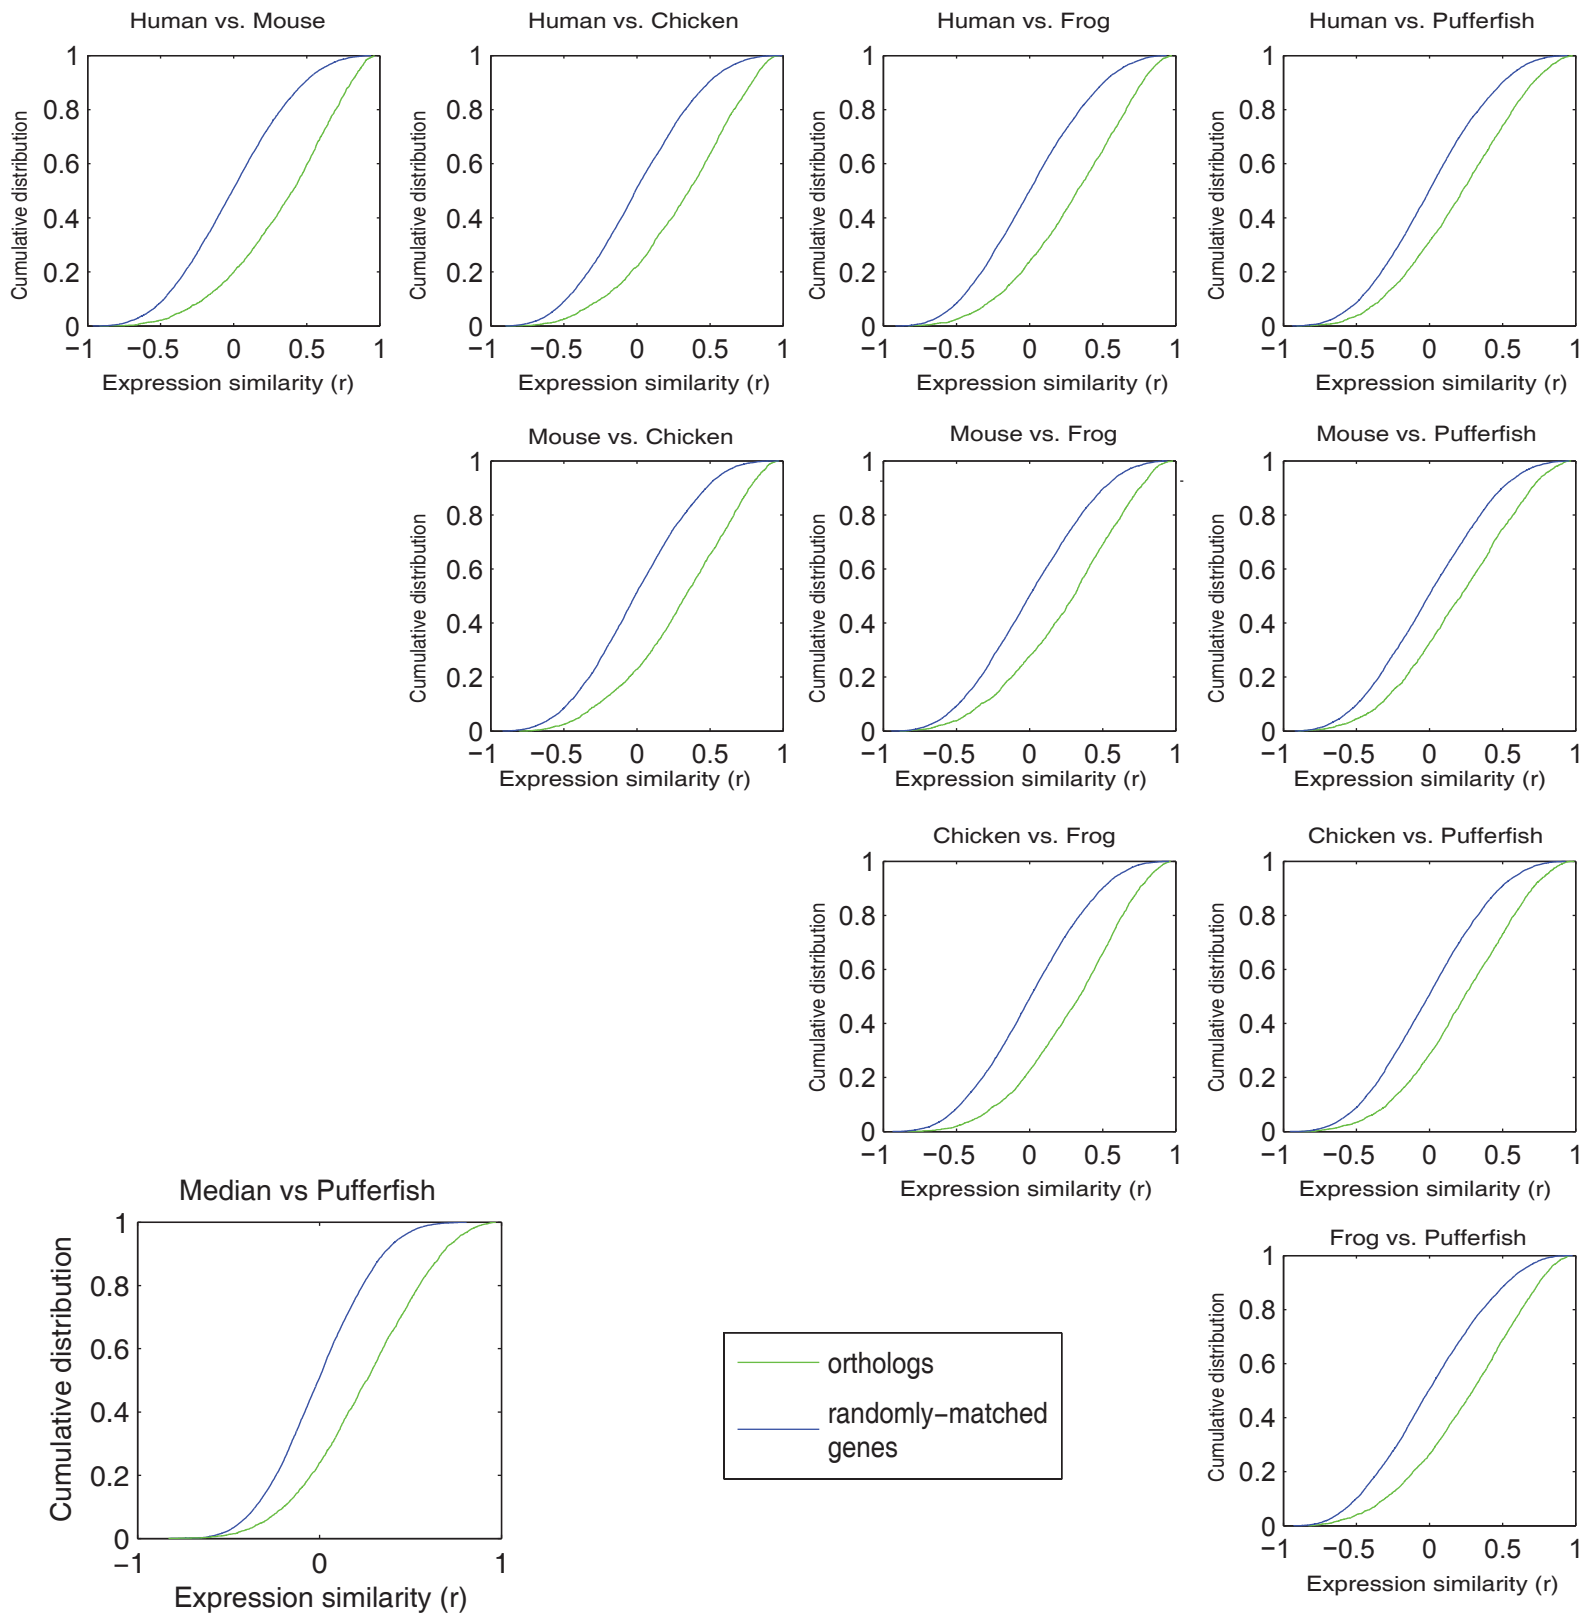 Human vs. Mouse
1
0.8
0.6
0.4
0.2
0
−1 −0.5 0 0.5 1
Cumulative distribution
Expression similarity (r)
Human vs. Chicken
1
0.8
0.6
0.4
0.2
0
−1 −0.5 0 0.5 1
Cumulative distribution
Expression similarity (r)
Human vs. Frog
1
0.8
0.6
0.4
0.2
0
−1 −0.5 0 0.5 1
Cumulative distribution
Expression similarity (r)
Human vs. Pufferfish
1
0.8
0.6
0.4
0.2
0
−1 −0.5 0 0.5 1
Cumulative distribution
Expression similarity (r)
Mouse vs. Chicken
1
0.8
0.6
0.4
0.2
0
−1 −0.5 0 0.5 1
Cumulative distribution
Expression similarity (r)
Mouse vs. Frog
1
0.8
0.6
0.4
0.2
0
−1 −0.5 0 0.5 1
Cumulative distribution
Expression similarity (r)
Mouse vs. Pufferfish
1
0.8
0.6
0.4
0.2
0
−1 −0.5 0 0.5 1
Cumulative distribution
Expression similarity (r)
Chicken vs. Frog
1
0.8
0.6
0.4
0.2
0
−1 −0.5 0 0.5 1
Cumulative distribution
Expression similarity (r)
Chicken vs. Pufferfish
1
0.8
0.6
0.4
0.2
0
−1 −0.5 0 0.5 1
Cumulative distribution
Expression similarity (r)
Median vs Pufferfish
1
0.8
0.6
0.4
0.2
0
−1 0 1
Cumulative distribution
Expression similarity (r)
orthologs
randomly−matched
genes
Frog vs. Pufferfish
1
0.8
0.6
0.4
0.2
0
−1 −0.5 0 0.5 1
Cumulative distribution
Expression similarity (r)